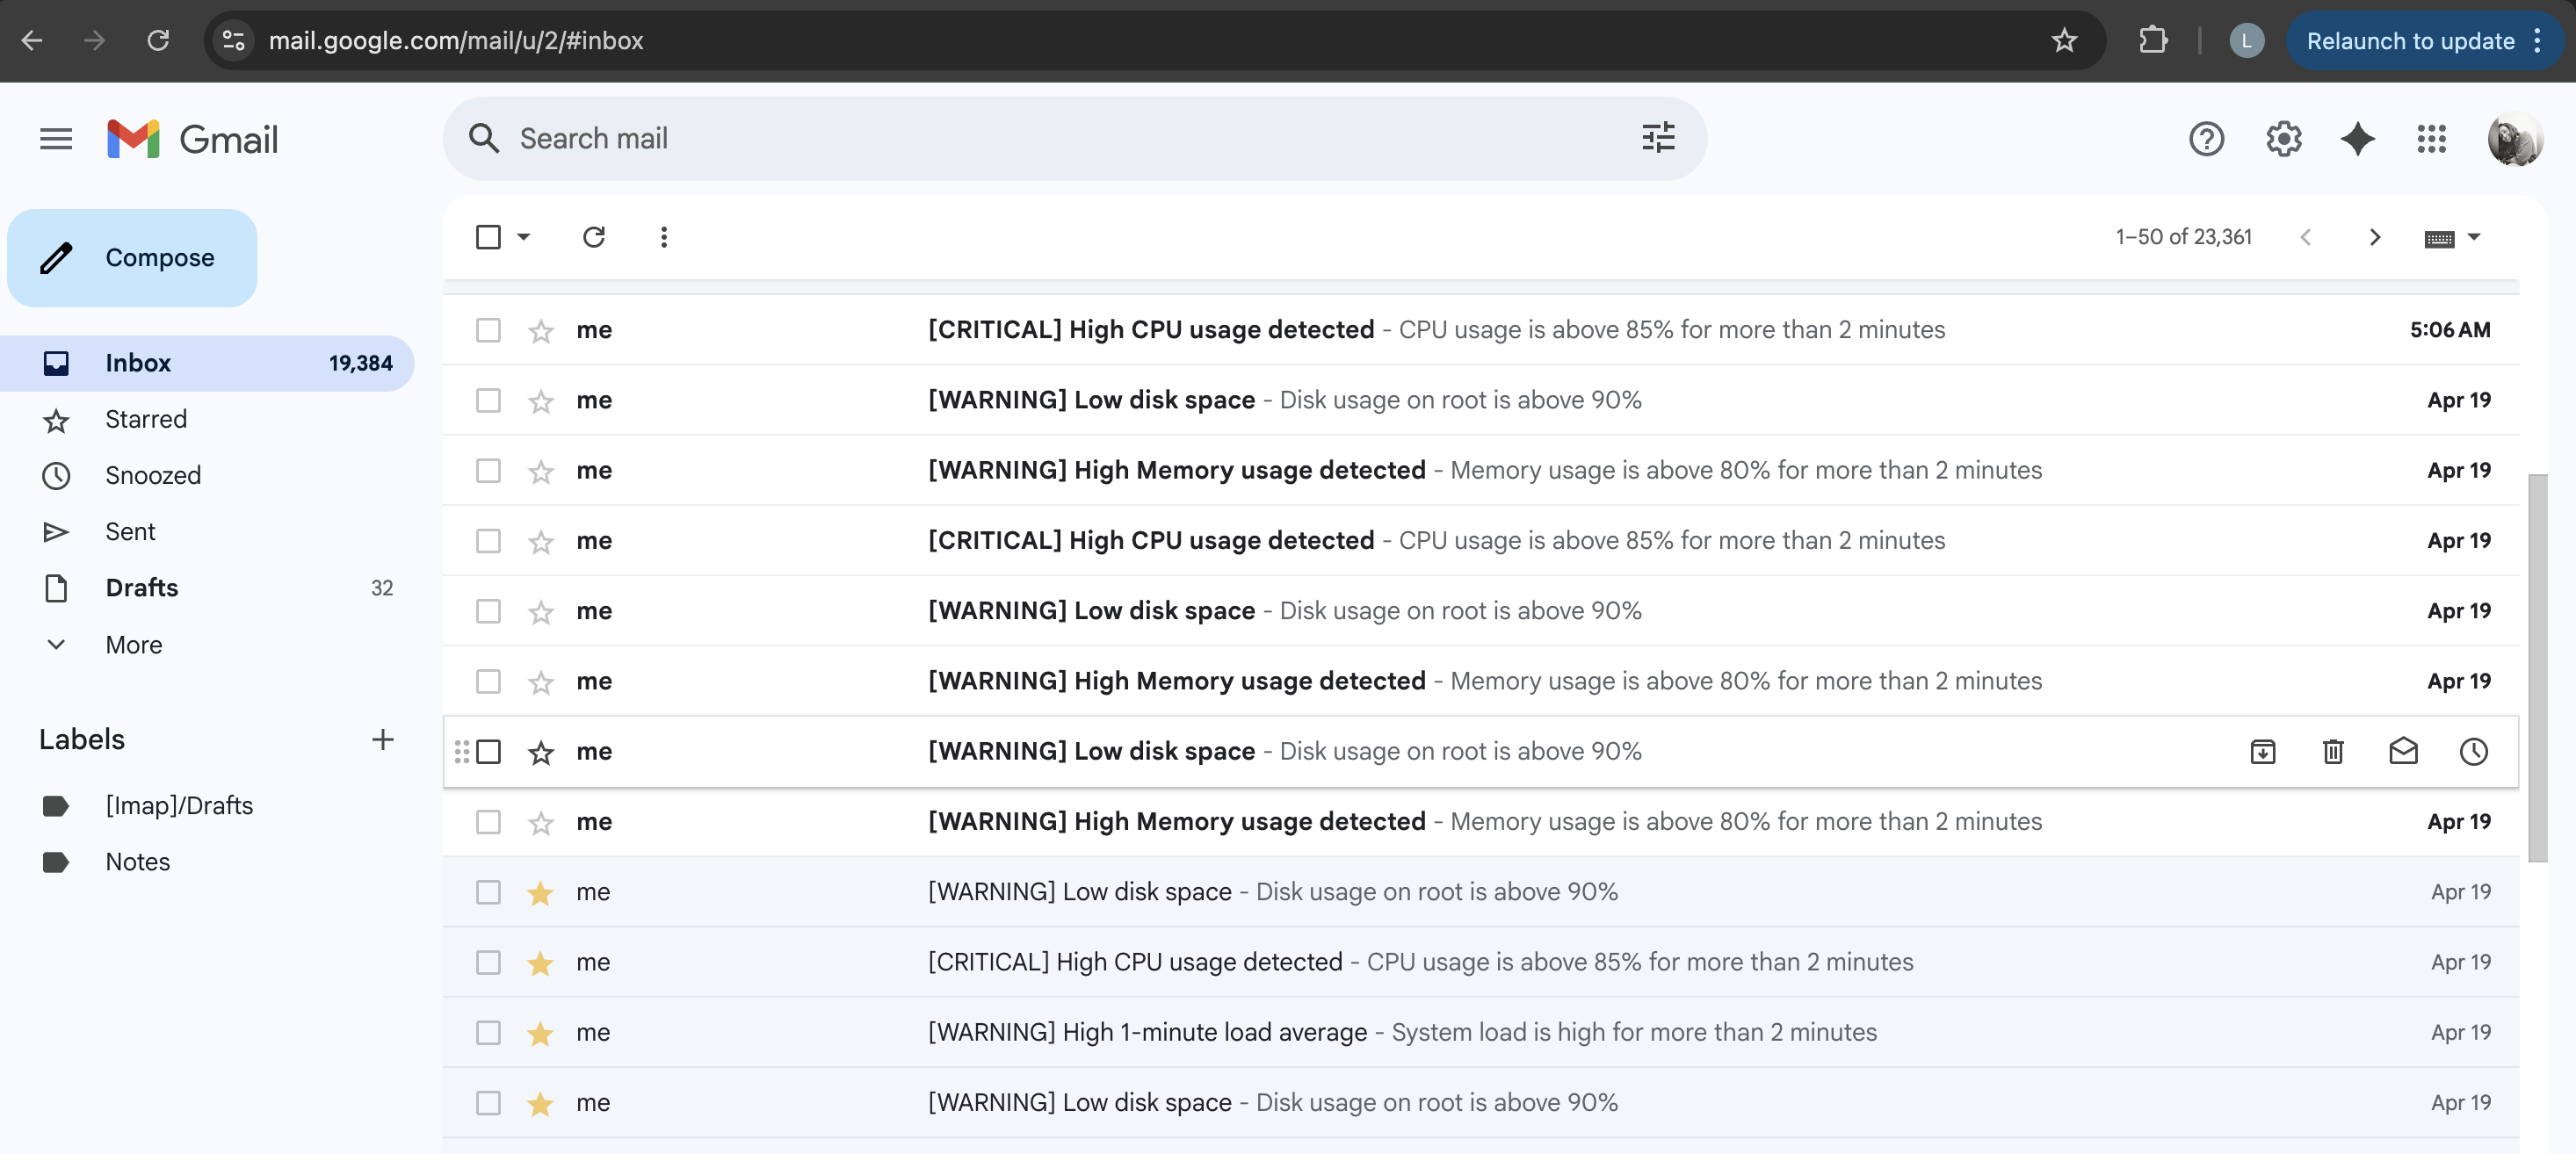 mail.google.com/mail/u/2/#inbox
L
Relaunch to update
Gmail
Search mail
Compose
1–50 of 23,361
Inbox 19,384
Starred
Snoozed
Sent
Drafts 32
More
Labels
[Imap]/Drafts
Notes
me [CRITICAL] High CPU usage detected - CPU usage is above 85% for more than 2 minutes 5:06 AM
me [WARNING] Low disk space - Disk usage on root is above 90% Apr 19
me [WARNING] High Memory usage detected - Memory usage is above 80% for more than 2 minutes Apr 19
me [CRITICAL] High CPU usage detected - CPU usage is above 85% for more than 2 minutes Apr 19
me [WARNING] Low disk space - Disk usage on root is above 90% Apr 19
me [WARNING] High Memory usage detected - Memory usage is above 80% for more than 2 minutes Apr 19
me [WARNING] Low disk space - Disk usage on root is above 90%
me [WARNING] High Memory usage detected - Memory usage is above 80% for more than 2 minutes Apr 19
me [WARNING] Low disk space - Disk usage on root is above 90% Apr 19
me [CRITICAL] High CPU usage detected - CPU usage is above 85% for more than 2 minutes Apr 19
me [WARNING] High 1-minute load average - System load is high for more than 2 minutes Apr 19
me [WARNING] Low disk space - Disk usage on root is above 90% Apr 19